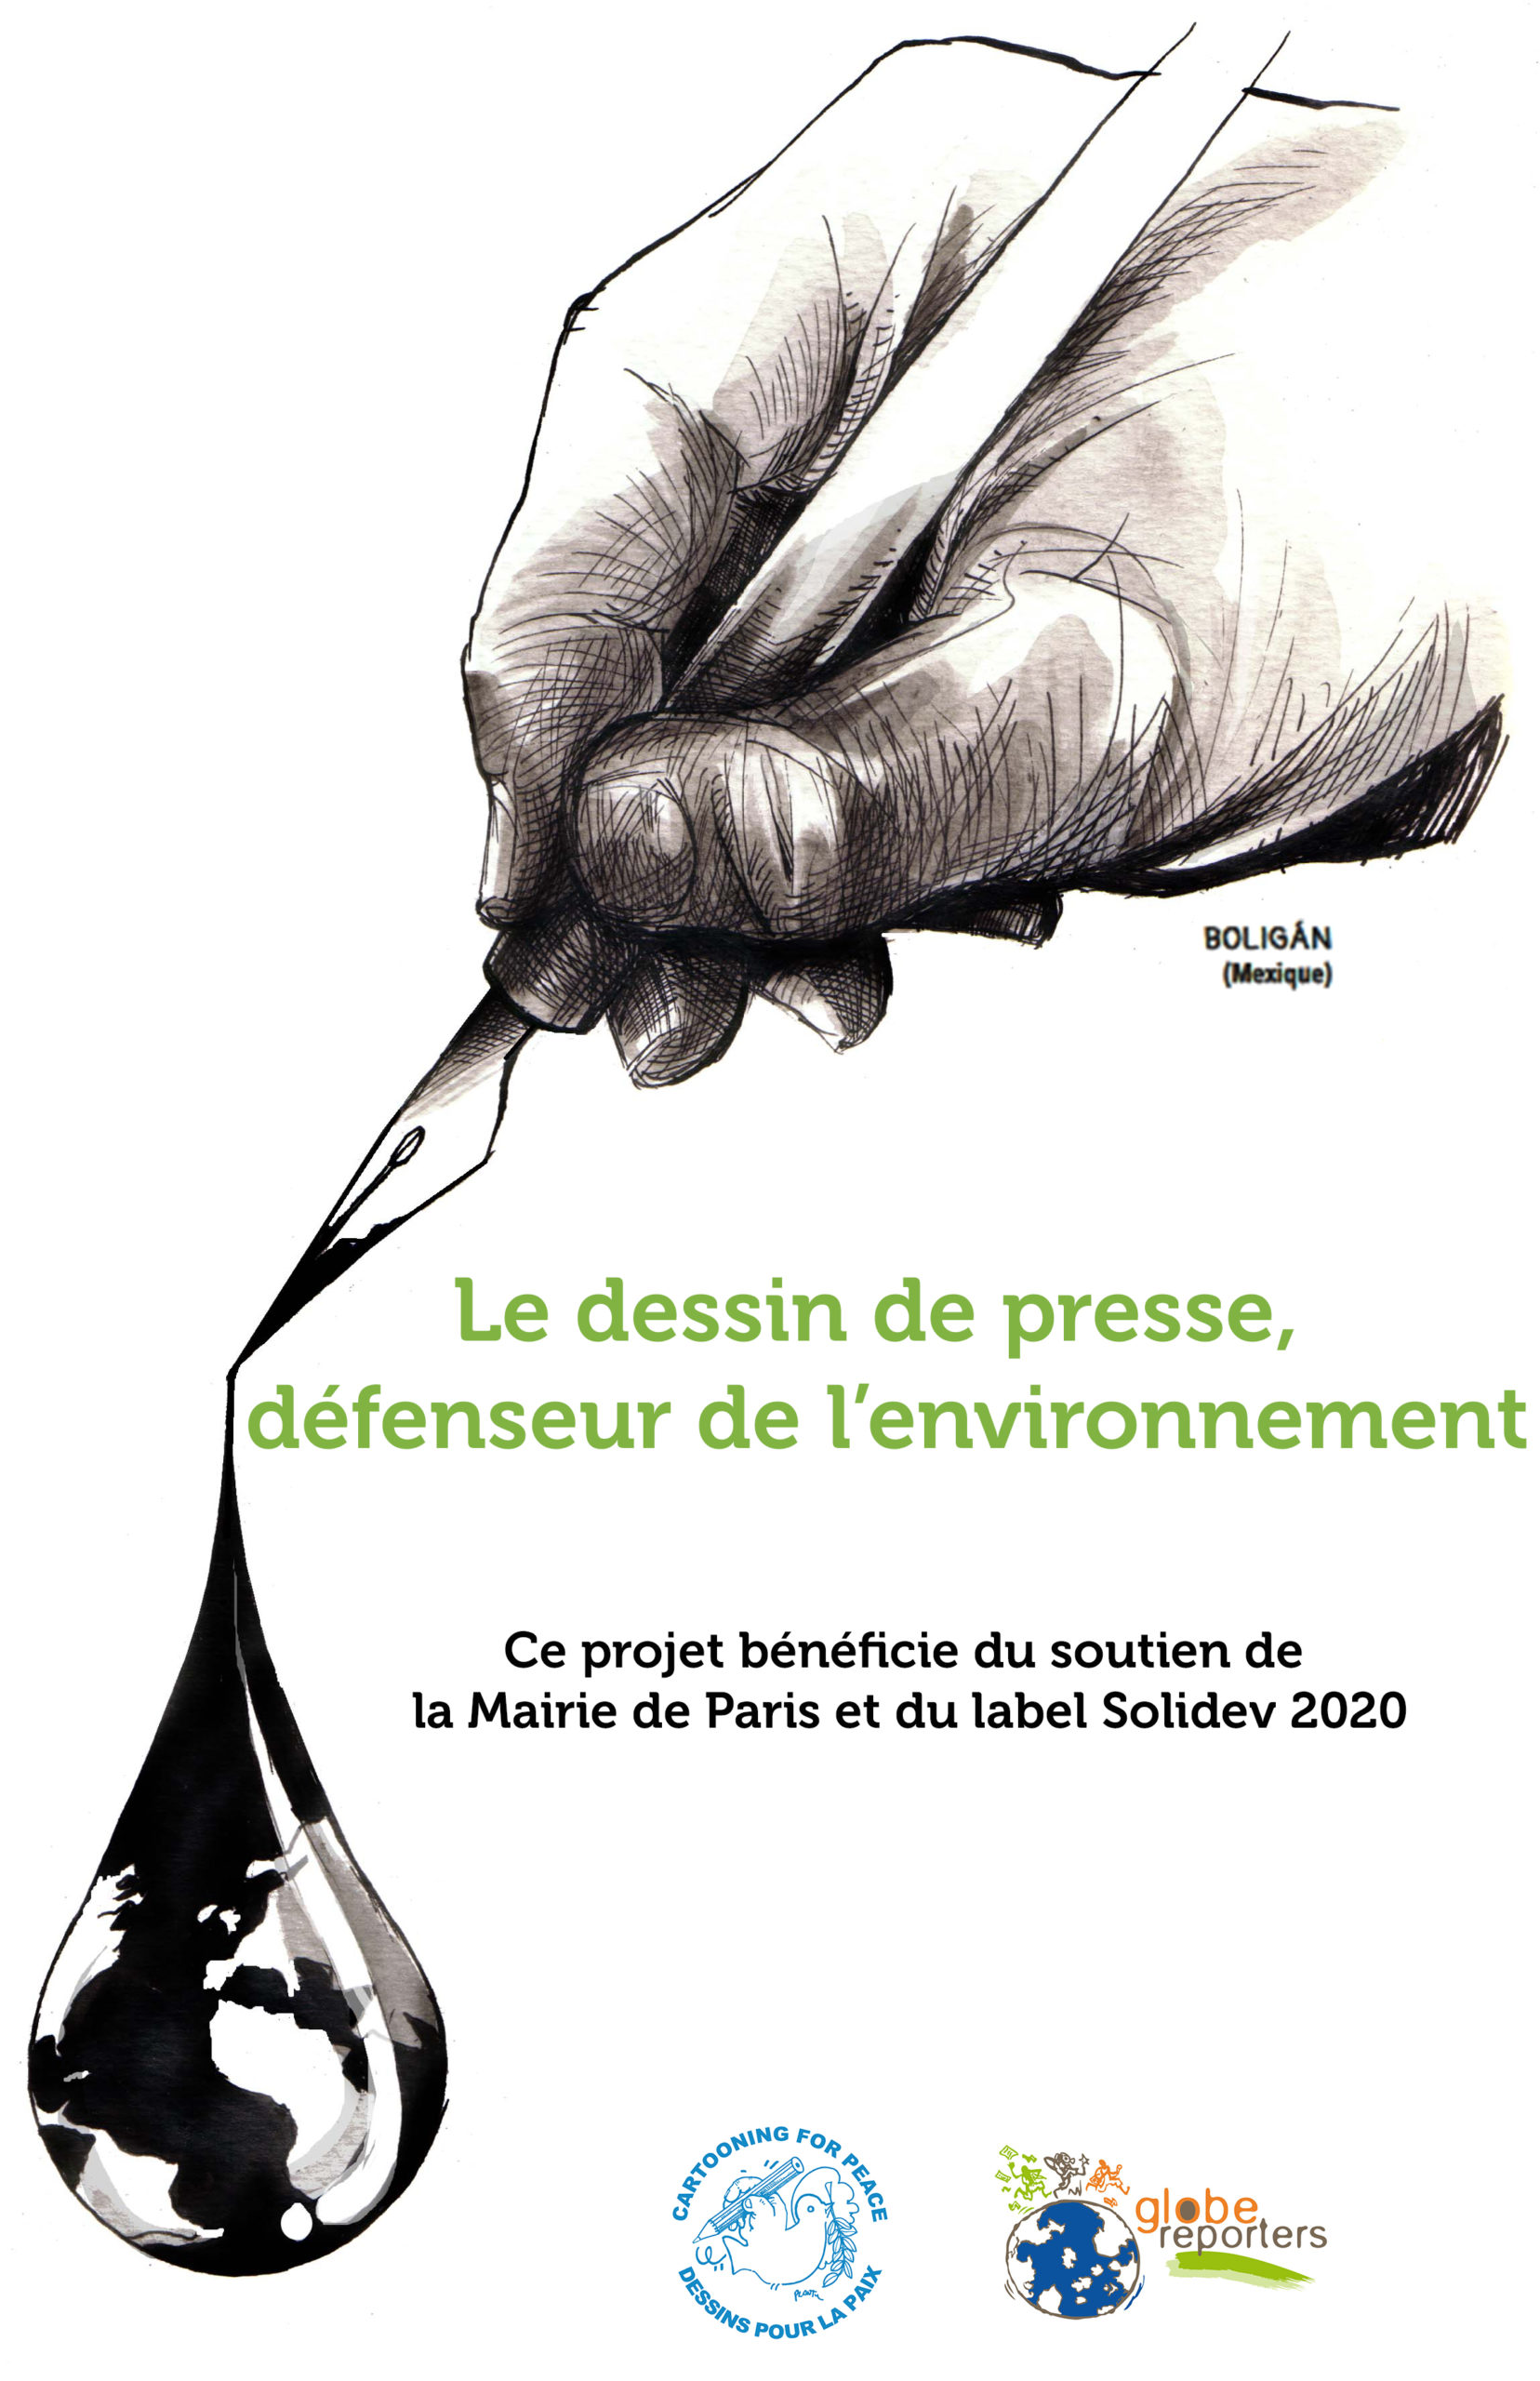 BOLIGÁN
(Mexique)
Le dessin de presse,
défenseur de l'environnement
Ce projet bénéficie du soutien de
la Mairie de Paris et du label Solidev 2020
CARTOONING FOR PEACE
DESSINS POUR LA PAIX
globe
reporters